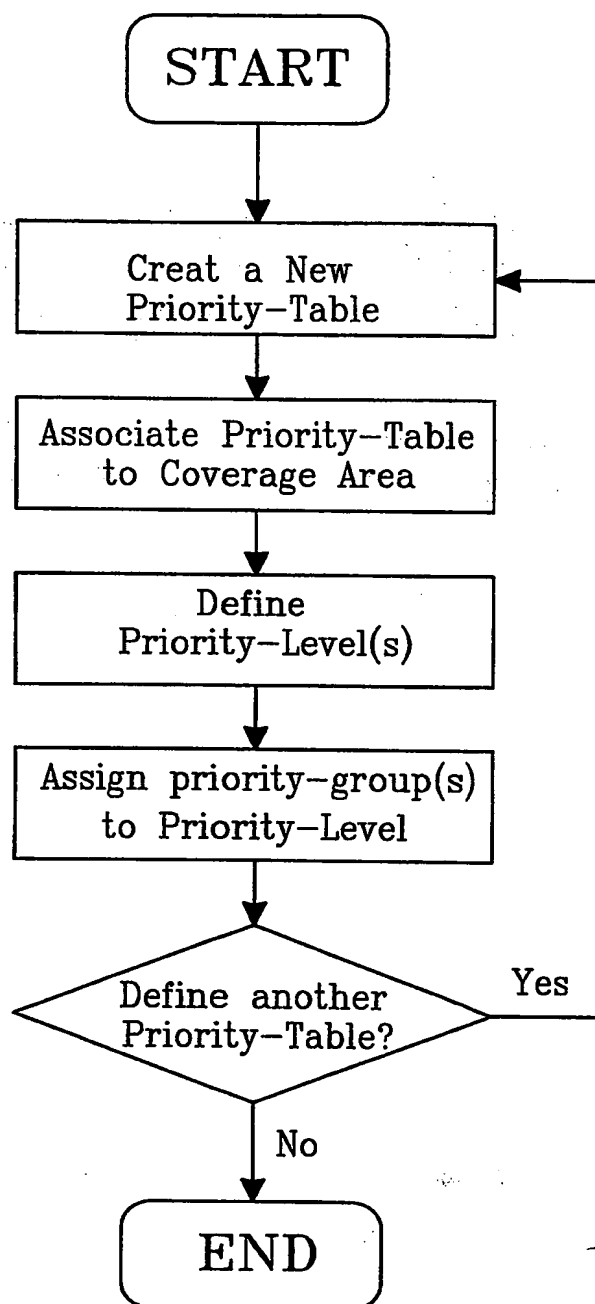 START
Creat a New
Priority-Table
Associate Priority-Table
to Coverage Area
Define
Priority-Level(s)
Assign priority-group(s)
to Priority-Level
Define another
Priority-Table?
Yes
No
END